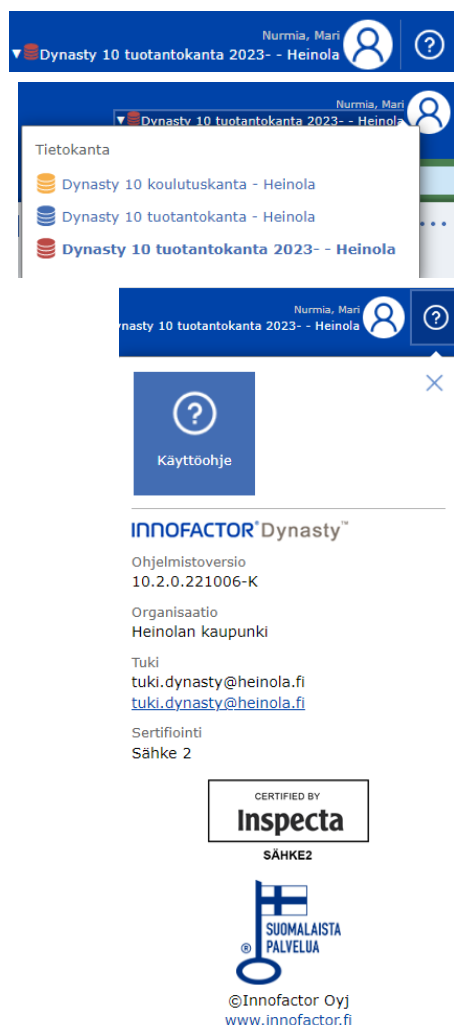 Nurmia, Mari
▼Dynasty 10 tuotantokanta 2023- - Heinola
Nurmia, Mari
▼Dynasty 10 tuotantokanta 2023- - Heinola
Tietokanta
Dynasty 10 koulutuskanta - Heinola
Dynasty 10 tuotantokanta - Heinola
Dynasty 10 tuotantokanta 2023- - Heinola
Nurmia, Mari
nasty 10 tuotantokanta 2023- - Heinola
Käyttöohje
INNOFACTOR® Dynasty™
Ohjelmistoversio
10.2.0.221006-K
Organisaatio
Heinolan kaupunki
Tuki
tuki.dynasty@heinola.fi
tuki.dynasty@heinola.fi
Sertifiointi
Sähke 2
CERTIFIED BY
Inspecta
SÄHKE2
SUOMALAISTA
® PALVELUA
©Innofactor Oyj
www.innofactor.fi